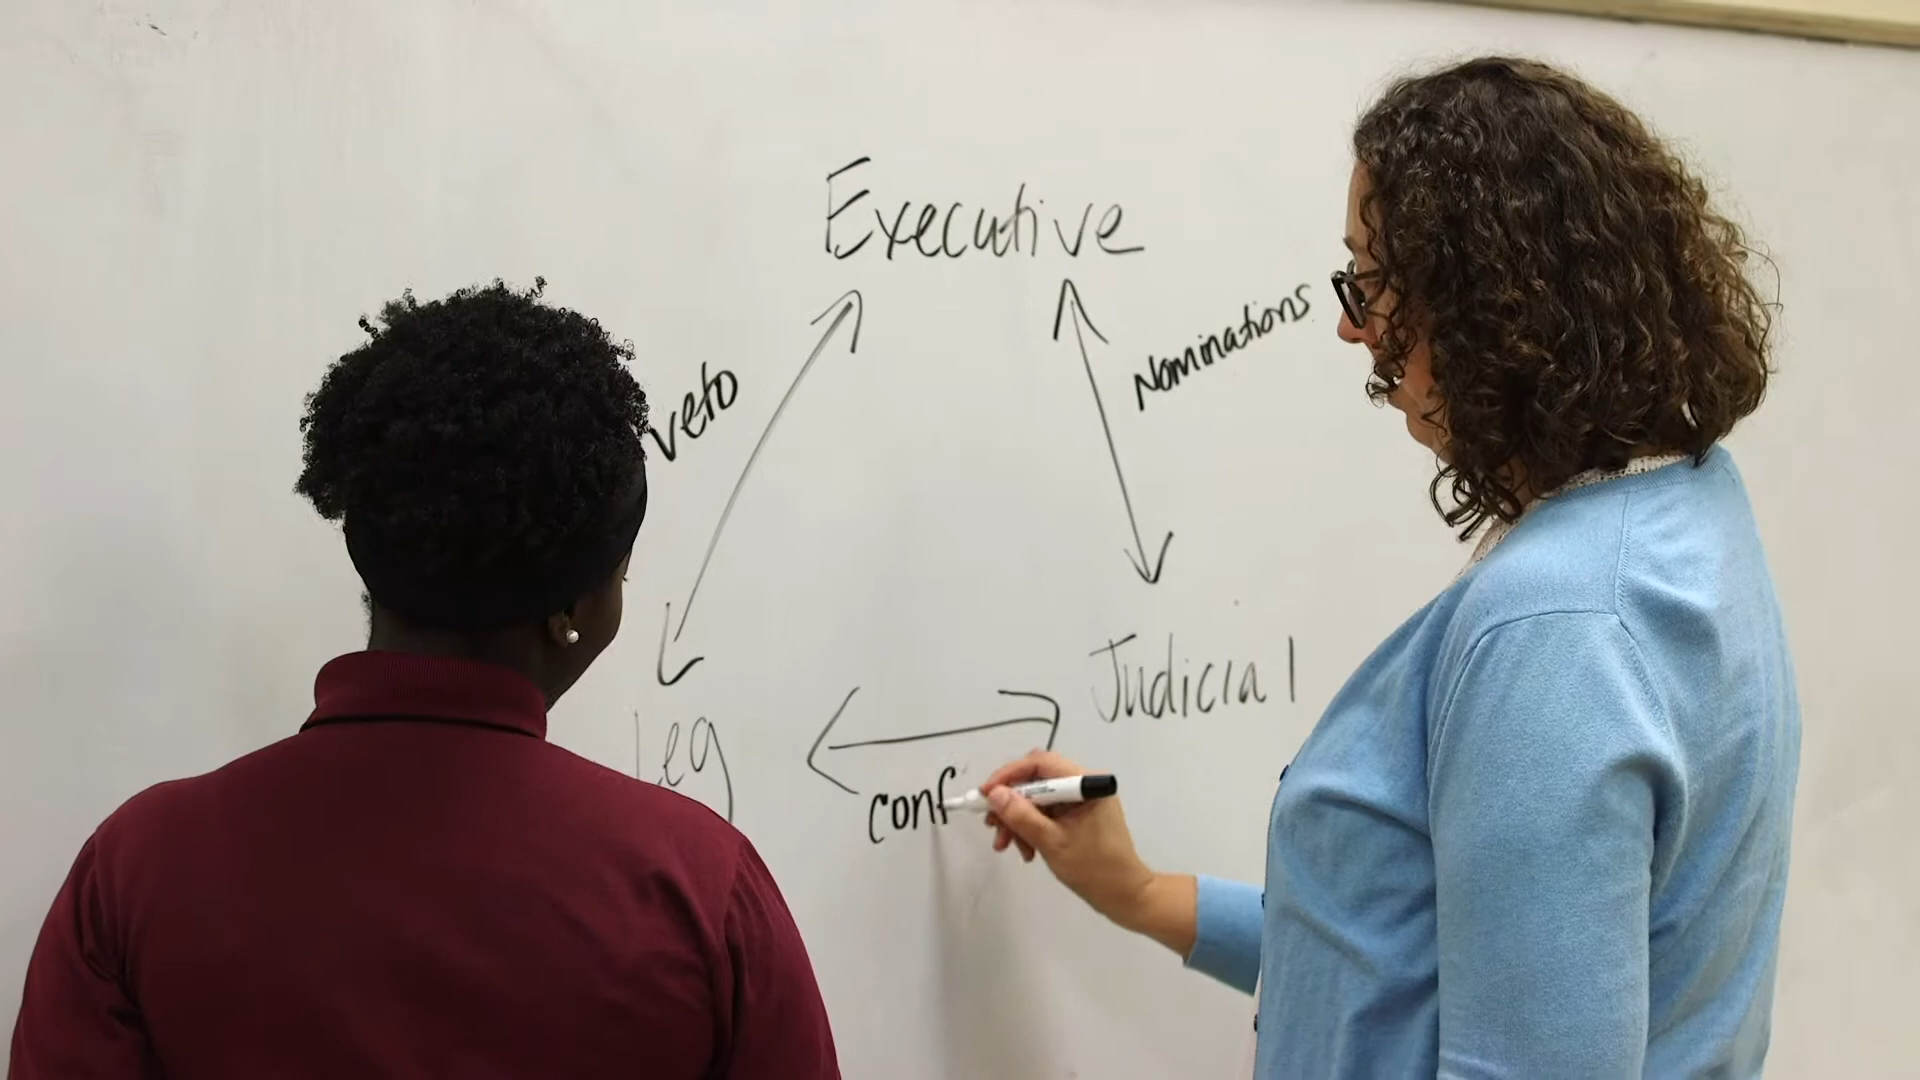 Executive
veto
Nominations
Judicial
Leg
conf